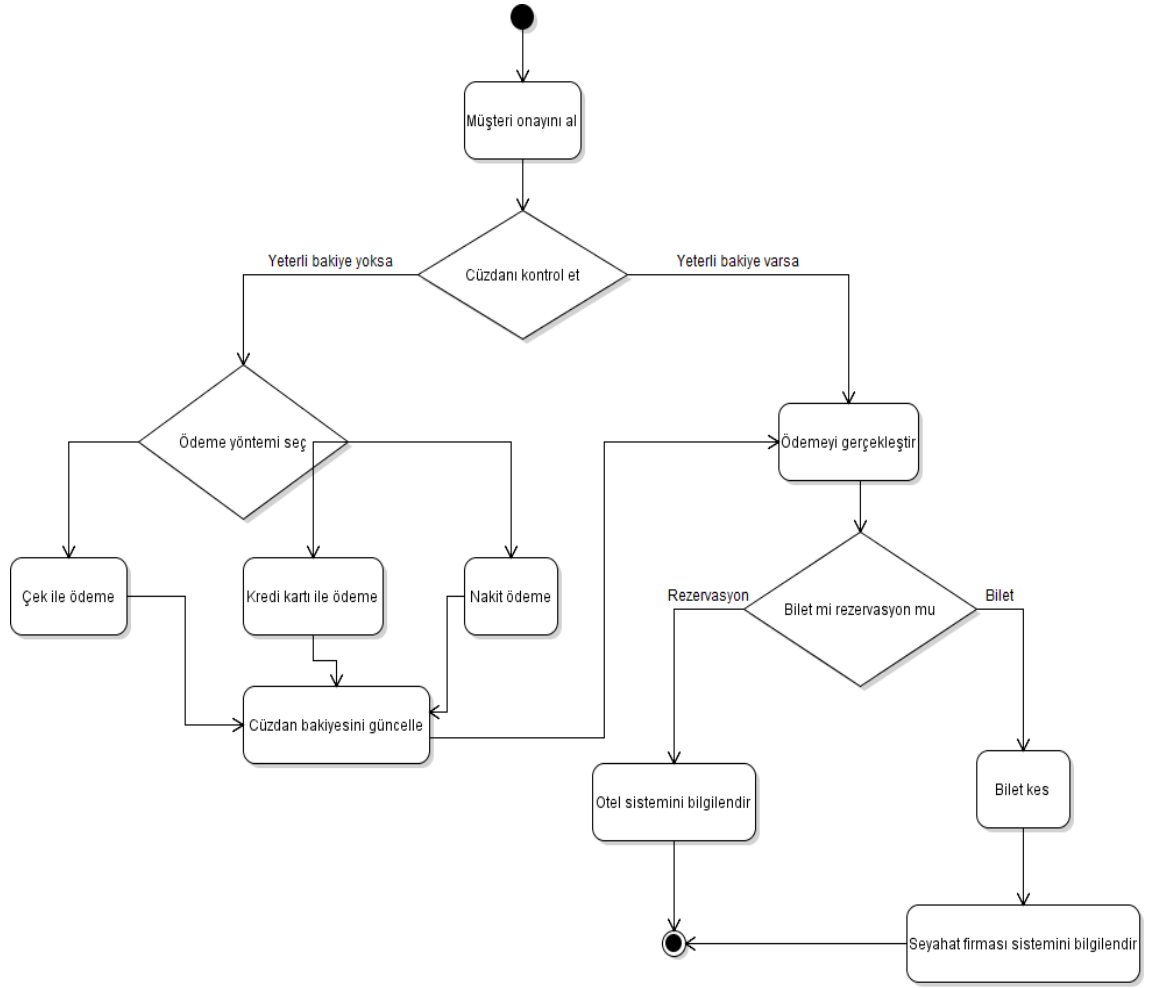 Müşteri onayını al
Yeterli bakiye yoksa
Cüzdanı kontrol et
Yeterli bakiye varsa
Ödeme yöntemi seç
Ödemeyi gerçekleştir
Çek ile ödeme
Kredi kartı ile ödeme
Nakit ödeme
Rezervasyon
Bilet mi rezervasyon mu
Bilet
Cüzdan bakiyesini güncelle
Otel sistemini bilgilendir
Bilet kes
Seyahat firması sistemini bilgilendir